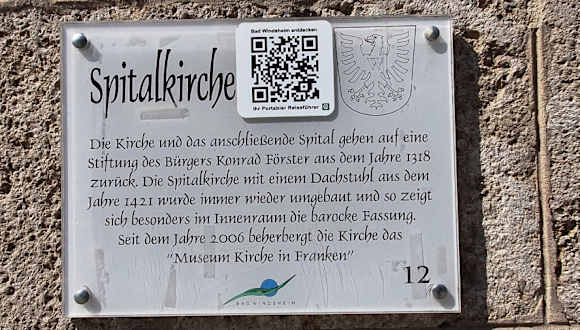 Bad Windsheim entdecken
Ihr Portabler Reiseführer
Spitalkirche
Die Kirche und das anschließende Spital gehen auf eine
Stiftung des Bürgers Konrad Förster aus dem Jahre 1318
zurück. Die Spitalkirche mit einem Dachstuhl aus dem
Jahre 1421 wurde immer wieder umgebaut und so zeigt
sich besonders im Innenraum die barocke Fassung.
Seit dem Jahre 2006 beherbergt die Kirche das
"Museum Kirche in Franken"
12
BAD WINDSHEIM